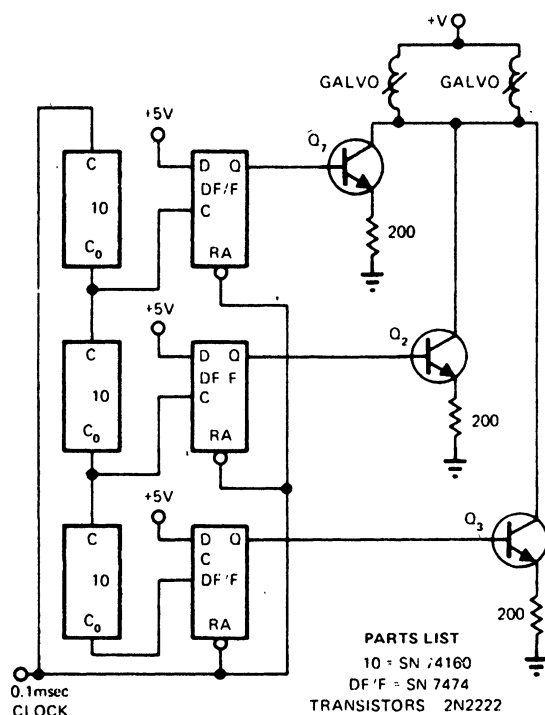 +V
GALVO GALVO
+5V
C
10
C₀
D Q
DF/F
C
RA
Q₁
200
+5V
C
10
C₀
D Q
DF F
C
RA
Q₂
200
+5V
C
10
C₀
D Q
C
DF/F
RA
Q₃
200
0.1msec
CLOCK
PARTS LIST
10 = SN 74160
DF/F = SN 7474
TRANSISTORS 2N2222